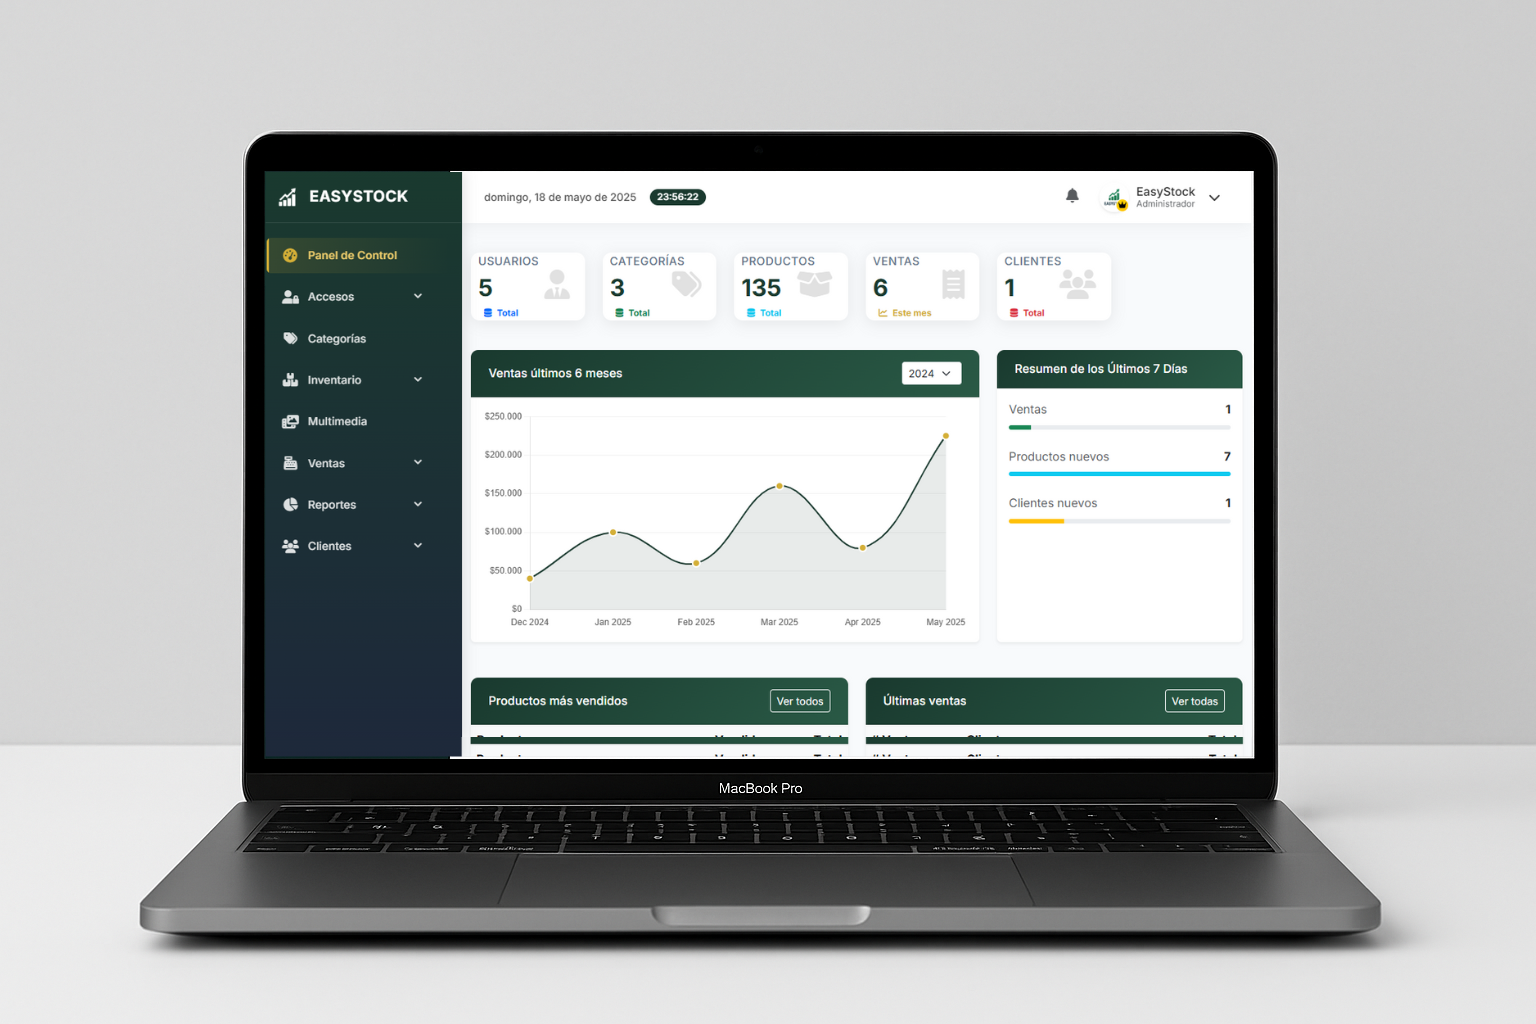 EASYSTOCK
domingo, 18 de mayo de 2025 23:56:22
EasyStock
Administrador
Panel de Control
Accesos
Categorías
Inventario
Multimedia
Ventas
Reportes
Clientes
USUARIOS
5
Total
CATEGORÍAS
3
Total
PRODUCTOS
135
Total
VENTAS
6
Este mes
CLIENTES
1
Total
Ventas últimos 6 meses
2024
$250.000
$200.000
$150.000
$100.000
$50.000
$0
Dec 2024 Jan 2025 Feb 2025 Mar 2025 Apr 2025 May 2025
Resumen de los Últimos 7 Días
Ventas 1
Productos nuevos 7
Clientes nuevos 1
Productos más vendidos
Ver todos
Últimas ventas
Ver todas
MacBook Pro